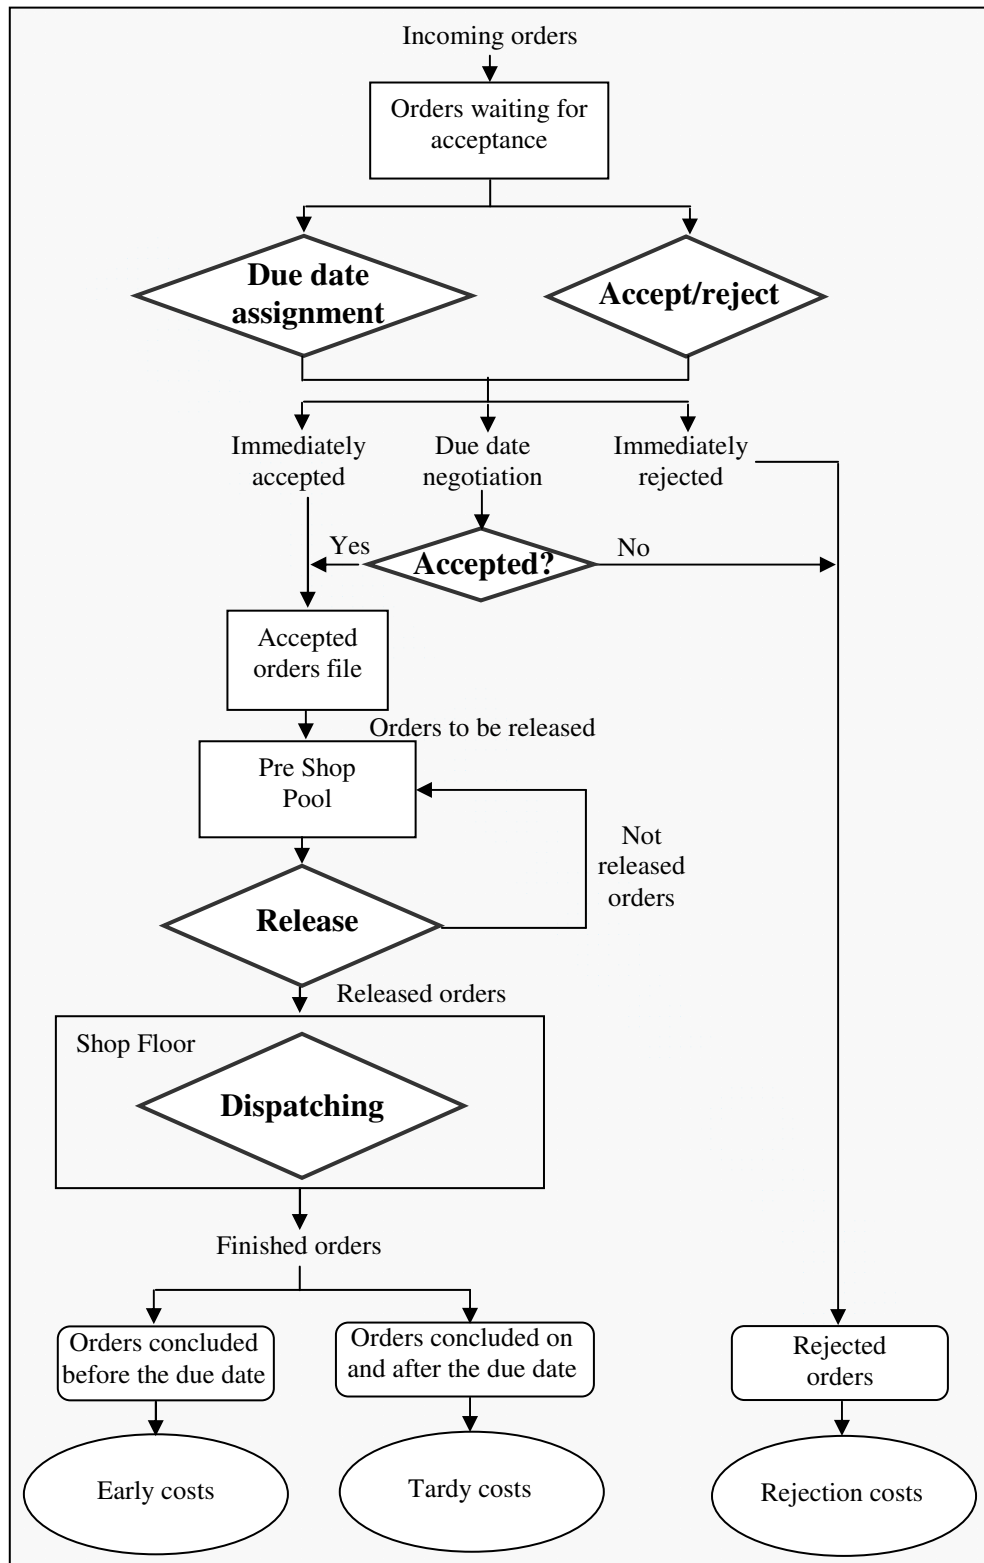 Incoming orders
Orders waiting for
acceptance
Due date
assignment
Accept/reject
Immediately
accepted
Due date
negotiation
Immediately
rejected
Yes
Accepted?
No
Accepted
orders file
Orders to be released
Pre Shop
Pool
Not
released
orders
Release
Released orders
Shop Floor
Dispatching
Finished orders
Orders concluded
before the due date
Orders concluded on
and after the due date
Rejected
orders
Early costs
Tardy costs
Rejection costs